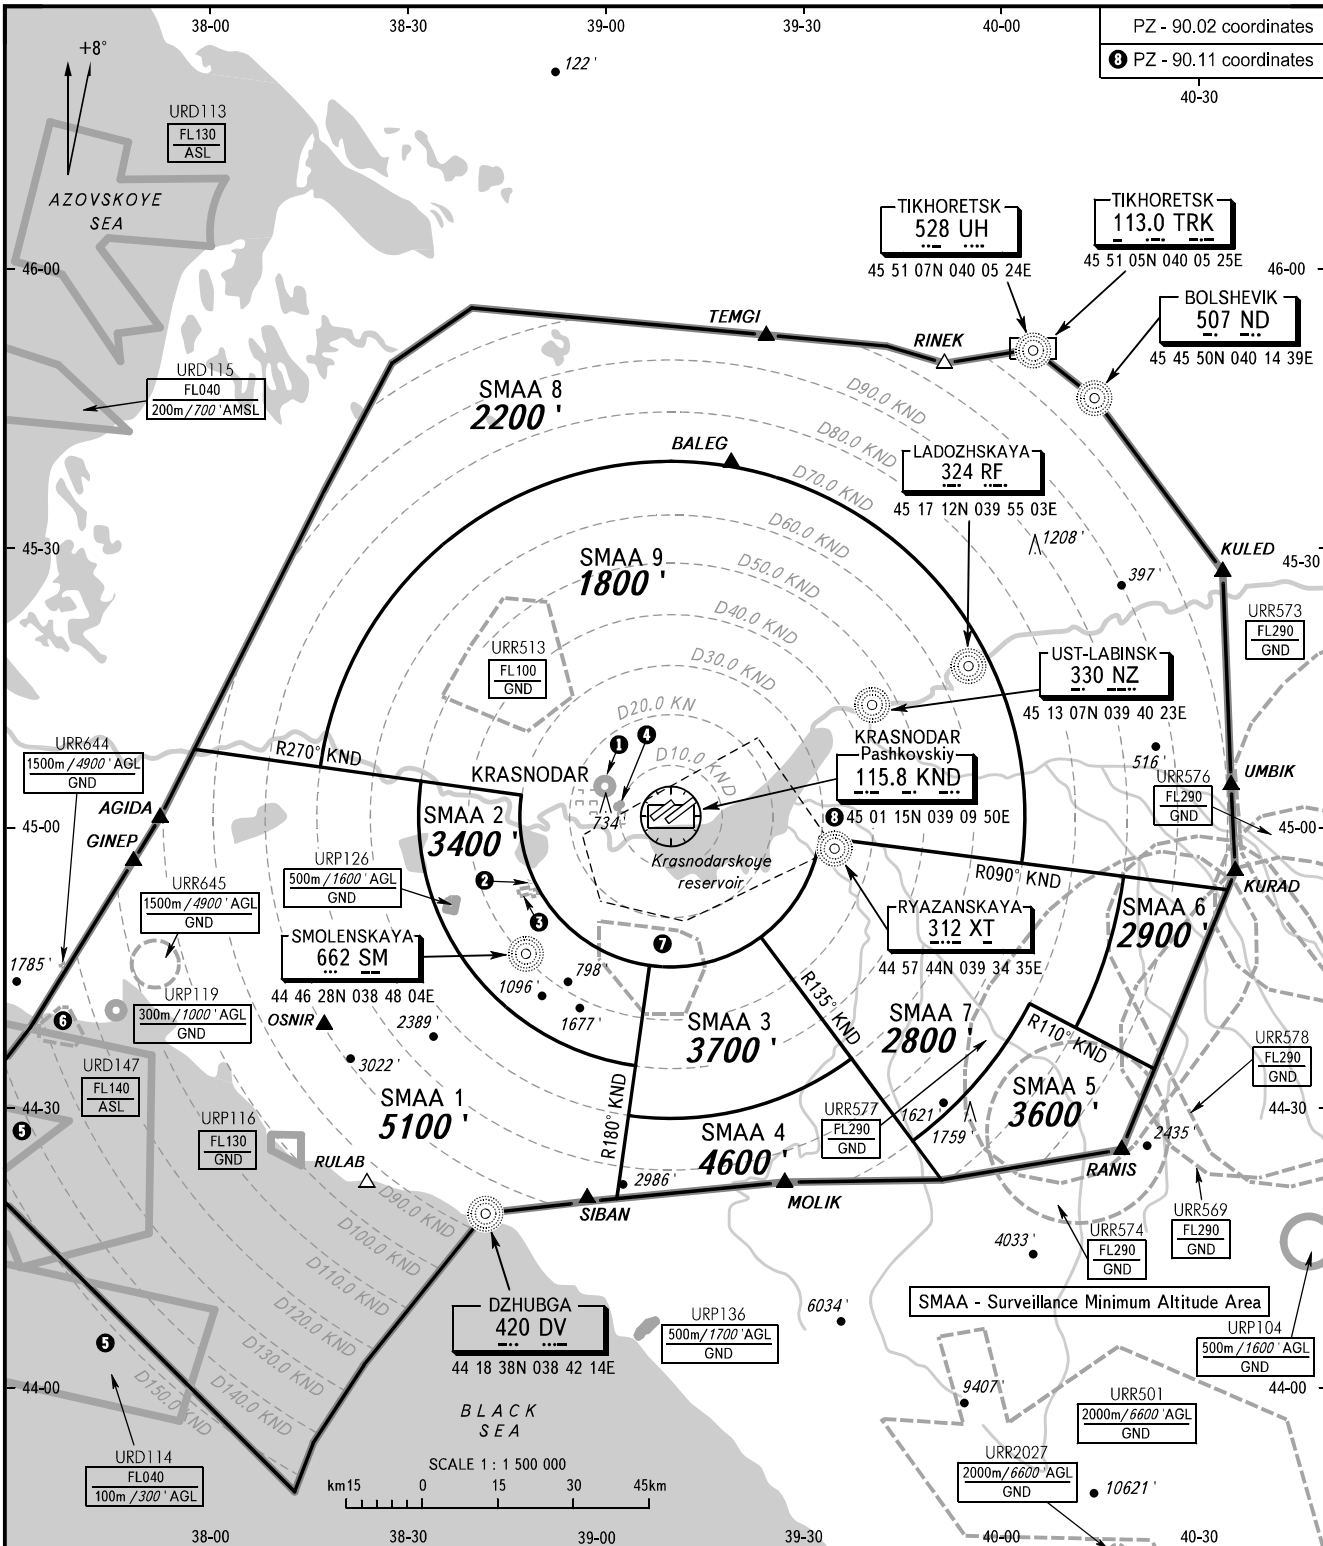 38-00
38-30
39-00
39-30
40-00
PZ - 90.02 coordinates
8 PZ - 90.11 coordinates
40-30
+8°
122 '
URD113
FL130
ASL
AZOVSKOYE
SEA
TIKHORETSK
528 UH
45 51 07N 040 05 24E
TIKHORETSK
113.0 TRK
45 51 05N 040 05 25E
46-00
46-00
BOLSHEVIK
507 ND
45 45 50N 040 14 39E
TEMGI
RINEK
URD115
FL040
200m/700 'AMSL
SMAA 8
2200 '
D90.0 KND
D80.0 KND
D70.0 KND
BALEG
LADOZHSKAYA
324 RF
45 17 12N 039 55 03E
D60.0 KND
1208 '
45-30
SMAA 9
1800 '
D50.0 KND
KULED
45-30
397 '
D40.0 KND
URR573
FL290
GND
URR513
FL100
GND
D30.0 KND
UST-LABINSK
330 NZ
45 13 07N 039 40 23E
D20.0 KN
D10.0 KND
1
4
KRASNODAR
Pashkovskiy
115.8 KND
8 45 01 15N 039 09 50E
URR644
1500m/4900 'AGL
GND
R270° KND
KRASNODAR
734 '
516 '
URR576
FL290
GND
UMBIK
AGIDA
GINEP
45-00
45-00
SMAA 2
3400 '
Krasnodarskoye
reservoir
R090° KND
KURAD
URP126
500m/1600 'AGL
GND
URR645
1500m/4900 'AGL
GND
2
3
SMAA 6
2900 '
RYAZANSKAYA
312 XT
44 57 44N 039 34 35E
SMOLENSKAYA
662 SM
44 46 28N 038 48 04E
7
1785 '
798 '
1096 '
1677 '
R135° KND
URP119
300m/1000 'AGL
GND
6
OSNIR
2389 '
3022 '
SMAA 3
3700 '
SMAA 7
2800 '
R110° KND
URR578
FL290
GND
URD147
FL140
ASL
SMAA 1
5100 '
R180° KND
SMAA 5
3600 '
44-30
44-30
5
URP116
FL130
GND
URR577
FL290
GND
1621 '
1759 '
SMAA 4
4600 '
2435 '
RULAB
2986 '
RANIS
D90.0 KND
SIBAN
MOLIK
D100.0 KND
URR569
FL290
GND
URR574
FL290
GND
4033 '
D110.0 KND
D120.0 KND
D130.0 KND
D140.0 KND
D150.0 KND
SMAA - Surveillance Minimum Altitude Area
DZHUBGA
420 DV
44 18 38N 038 42 14E
URP136
500m/1700 'AGL
GND
6034 '
URP104
500m/1600 'AGL
GND
5
44-00
44-00
9407 '
URR501
2000m/6600 'AGL
GND
BLACK
SEA
URD114
FL040
100m/300 'AGL
SCALE 1 : 1 500 000
km15
0
15
30
45km
URR2027
2000m/6600 'AGL
GND
10621 '
38-00
38-30
39-00
39-30
40-00
40-30